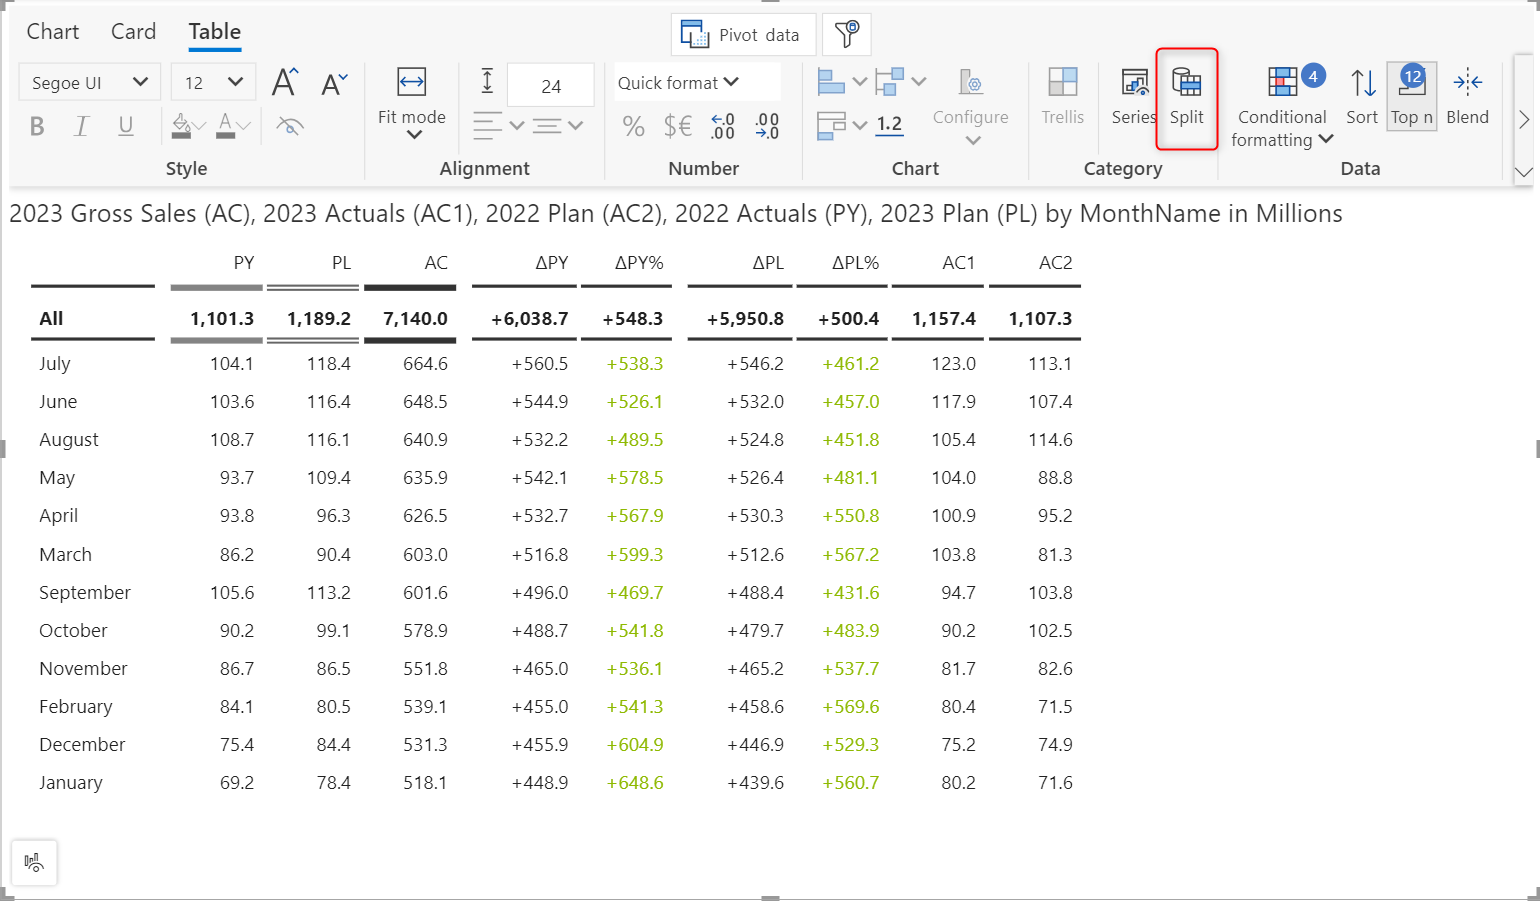 Chart Card Table Pivot data
Segoe UI 12 A A 24 Quick format 4 12
Fit mode Configure Trellis Series Split Conditional formatting Sort Top n Blend
B I U A % $€ .0 .00 .00 .0 1.2
Style Alignment Number Chart Category Data
2023 Gross Sales (AC), 2023 Actuals (AC1), 2022 Plan (AC2), 2022 Actuals (PY), 2023 Plan (PL) by MonthName in Millions
PY PL AC ΔPY ΔPY% ΔPL ΔPL% AC1 AC2
All 1,101.3 1,189.2 7,140.0 +6,038.7 +548.3 +5,950.8 +500.4 1,157.4 1,107.3
July 104.1 118.4 664.6 +560.5 +538.3 +546.2 +461.2 123.0 113.1
June 103.6 116.4 648.5 +544.9 +526.1 +532.0 +457.0 117.9 107.4
August 108.7 116.1 640.9 +532.2 +489.5 +524.8 +451.8 105.4 114.6
May 93.7 109.4 635.9 +542.1 +578.5 +526.4 +481.1 104.0 88.8
April 93.8 96.3 626.5 +532.7 +567.9 +530.3 +550.8 100.9 95.2
March 86.2 90.4 603.0 +516.8 +599.3 +512.6 +567.2 103.8 81.3
September 105.6 113.2 601.6 +496.0 +469.7 +488.4 +431.6 94.7 103.8
October 90.2 99.1 578.9 +488.7 +541.8 +479.7 +483.9 90.2 102.5
November 86.7 86.5 551.8 +465.0 +536.1 +465.2 +537.7 81.7 82.6
February 84.1 80.5 539.1 +455.0 +541.3 +458.6 +569.6 80.4 71.5
December 75.4 84.4 531.3 +455.9 +604.9 +446.9 +529.3 75.2 74.9
January 69.2 78.4 518.1 +448.9 +648.6 +439.6 +560.7 80.2 71.6